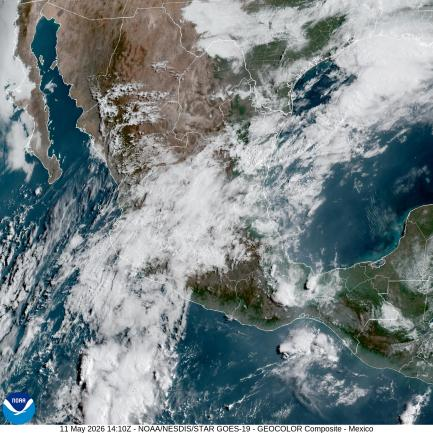 NOAA
11 May 2026 14:10Z - NOAA/NESDIS/STAR GOES-19 - GEOCOLOR Composite - Mexico